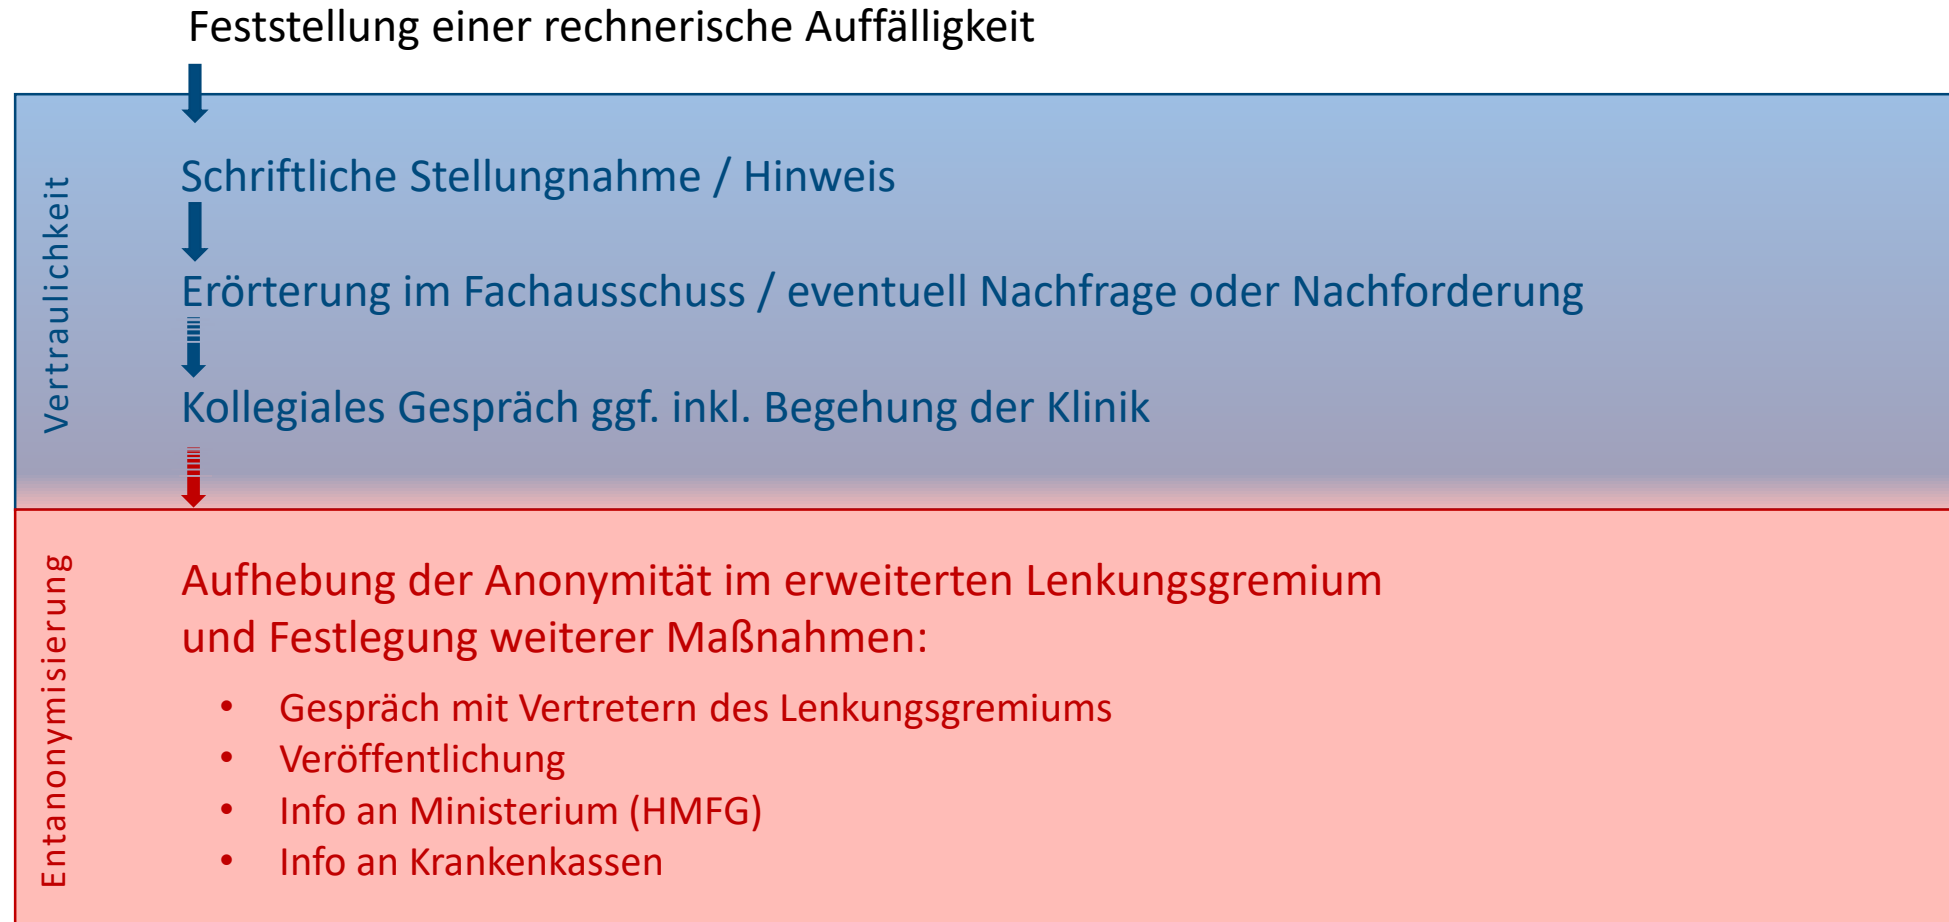 Feststellung einer rechnerische Auffälligkeit
Vertraulichkeit
Schriftliche Stellungnahme / Hinweis
Erörterung im Fachausschuss / eventuell Nachfrage oder Nachforderung
Kollegiales Gespräch ggf. inkl. Begehung der Klinik
Entanonymisierung
Aufhebung der Anonymität im erweiterten Lenkungsgremium
und Festlegung weiterer Maßnahmen:
• Gespräch mit Vertretern des Lenkungsgremiums
• Veröffentlichung
• Info an Ministerium (HMFG)
• Info an Krankenkassen